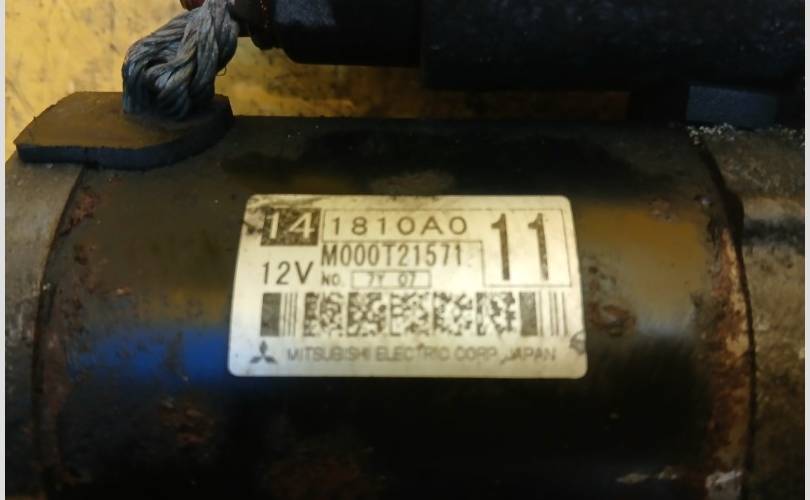 14 1810A0 11
M000T21571
12V NO. 7Y 07
MITSUBISHI ELECTRIC CORP. JAPAN